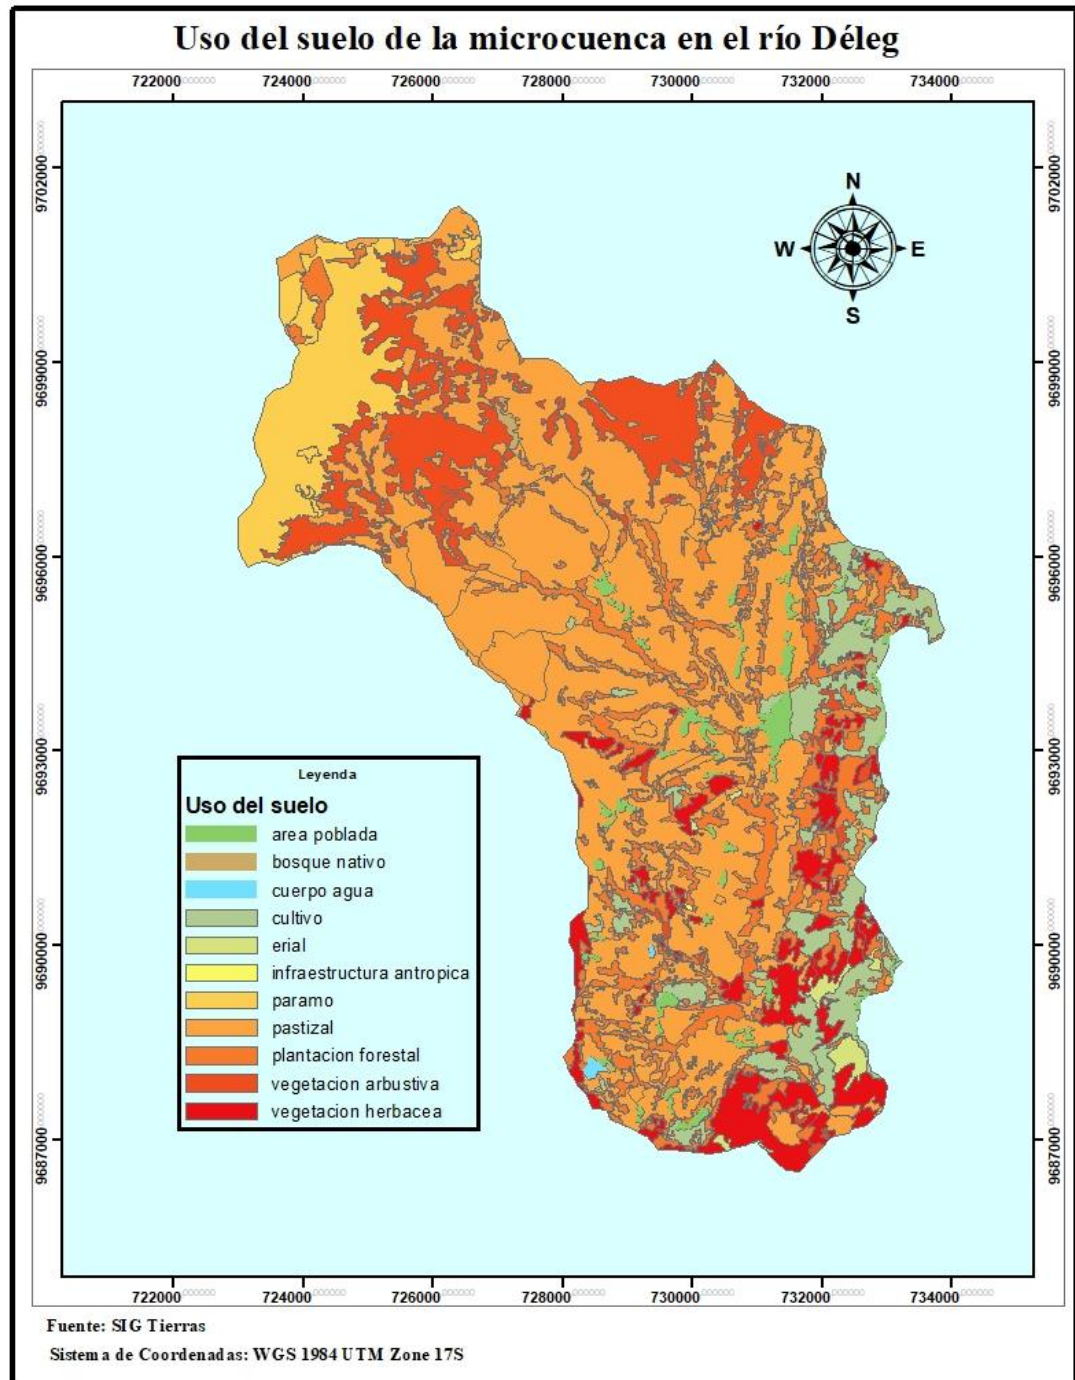 Uso del suelo de la microcuenca en el río Déleg
722000 724000 726000 728000 730000 732000 734000
9702000 9702000
9699000 9699000
9696000 9696000
9693000 9693000
9690000 9690000
9687000 9687000
N
W E
S
Leyenda
Uso del suelo
area poblada
bosque nativo
cuerpo agua
cultivo
erial
infraestructura antropica
paramo
pastizal
plantacion forestal
vegetacion arbustiva
vegetacion herbacea
722000 724000 726000 728000 730000 732000 734000
Fuente: SIG Tierras
Sistema de Coordenadas: WGS 1984 UTM Zone 17S